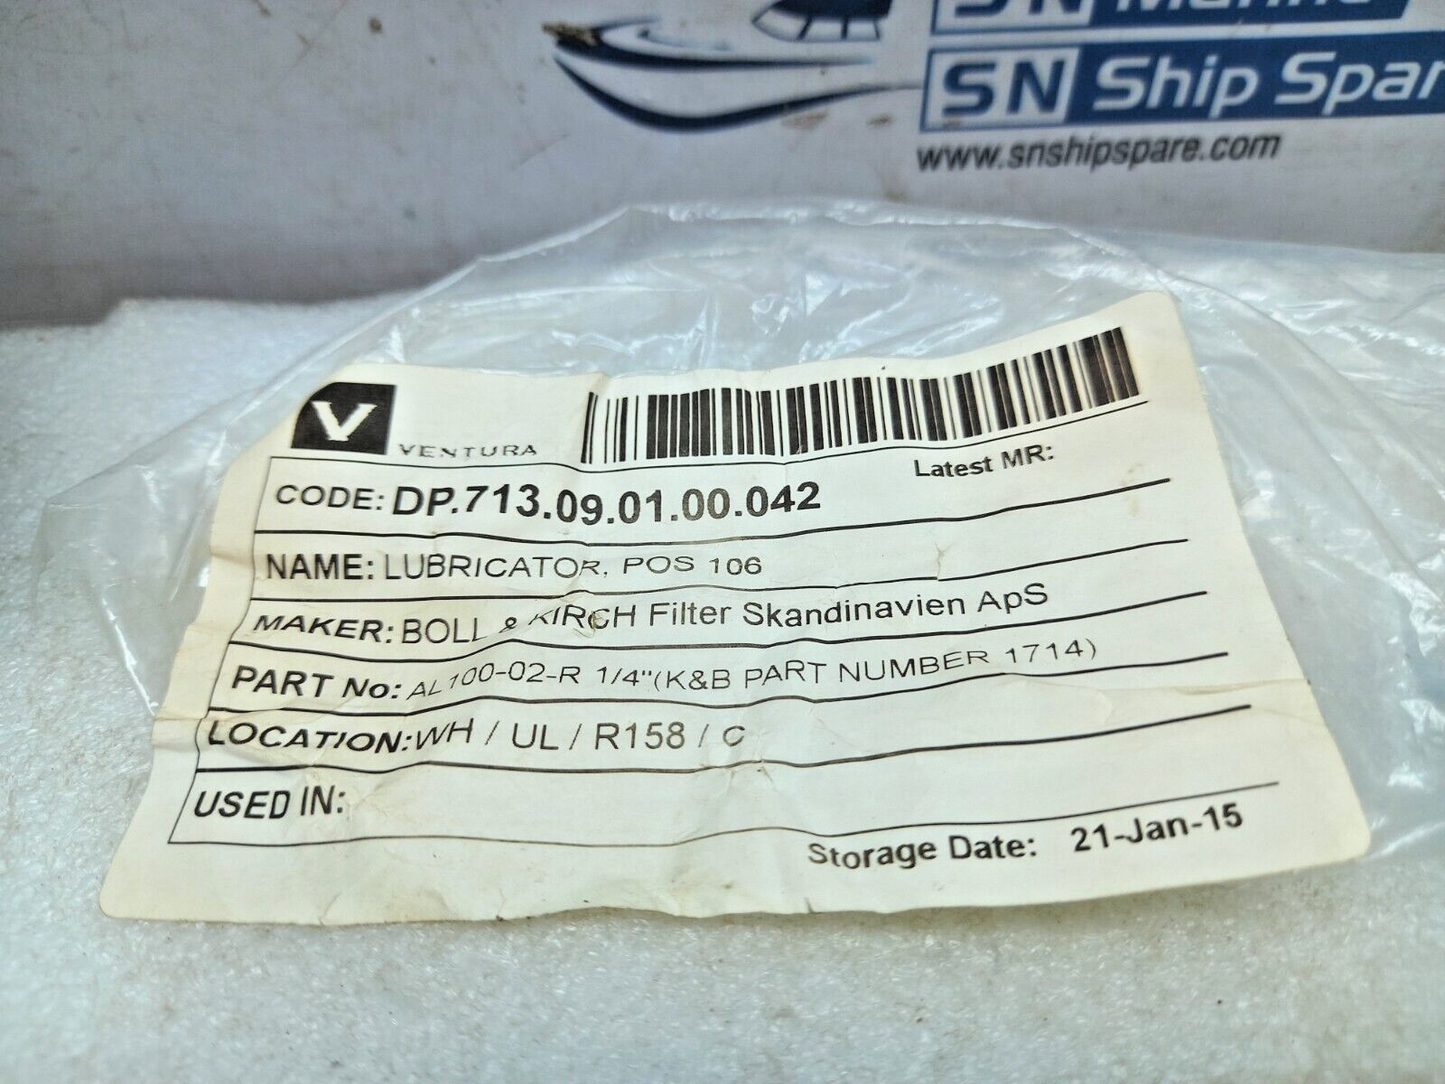 SN Marine
SN Ship Spar
www.snshipspare.com
V
VENTURA
Latest MR:
CODE: DP.713.09.01.00.042
NAME: LUBRICATOR, POS 106
MAKER: BOLL & KIRCH Filter Skandinavien ApS
PART No: AL100-02-R 1/4"(K&B PART NUMBER 1714)
LOCATION: WH / UL / R158 / C
USED IN:
Storage Date: 21-Jan-15